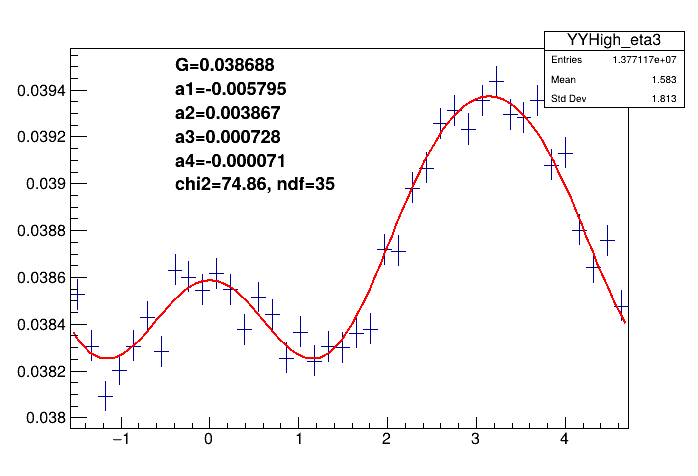 YYHigh_eta3
Entries 1.377117e+07
Mean 1.583
Std Dev 1.813
G=0.038688
a1=-0.005795
a2=0.003867
a3=0.000728
a4=-0.000071
chi2=74.86, ndf=35
0.0394
0.0392
0.039
0.0388
0.0386
0.0384
0.0382
0.038
−1 0 1 2 3 4